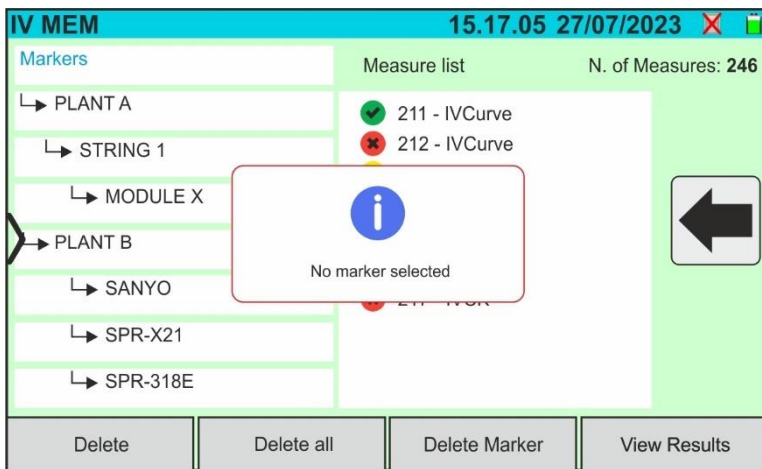 IV MEM 15.17.05 27/07/2023
Markers
Measure list N. of Measures: 246
PLANT A
211 - IVCurve
STRING 1
212 - IVCurve
MODULE X
PLANT B
No marker selected
SANYO
SPR-X21
SPR-318E
Delete Delete all Delete Marker View Results